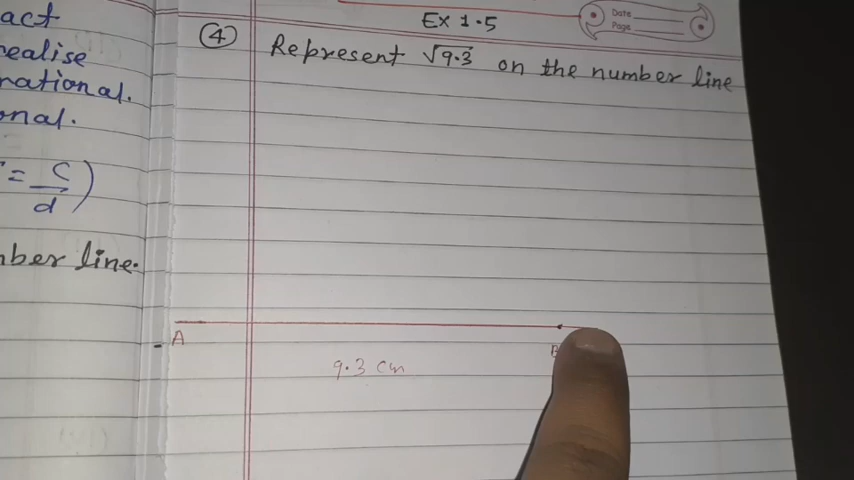 act
ealise
rational.
onal.
= c/d)
ber line.
Ex 1.5
Date
Page
(4) Represent √9.3 on the number line
A
B
9.3 cm